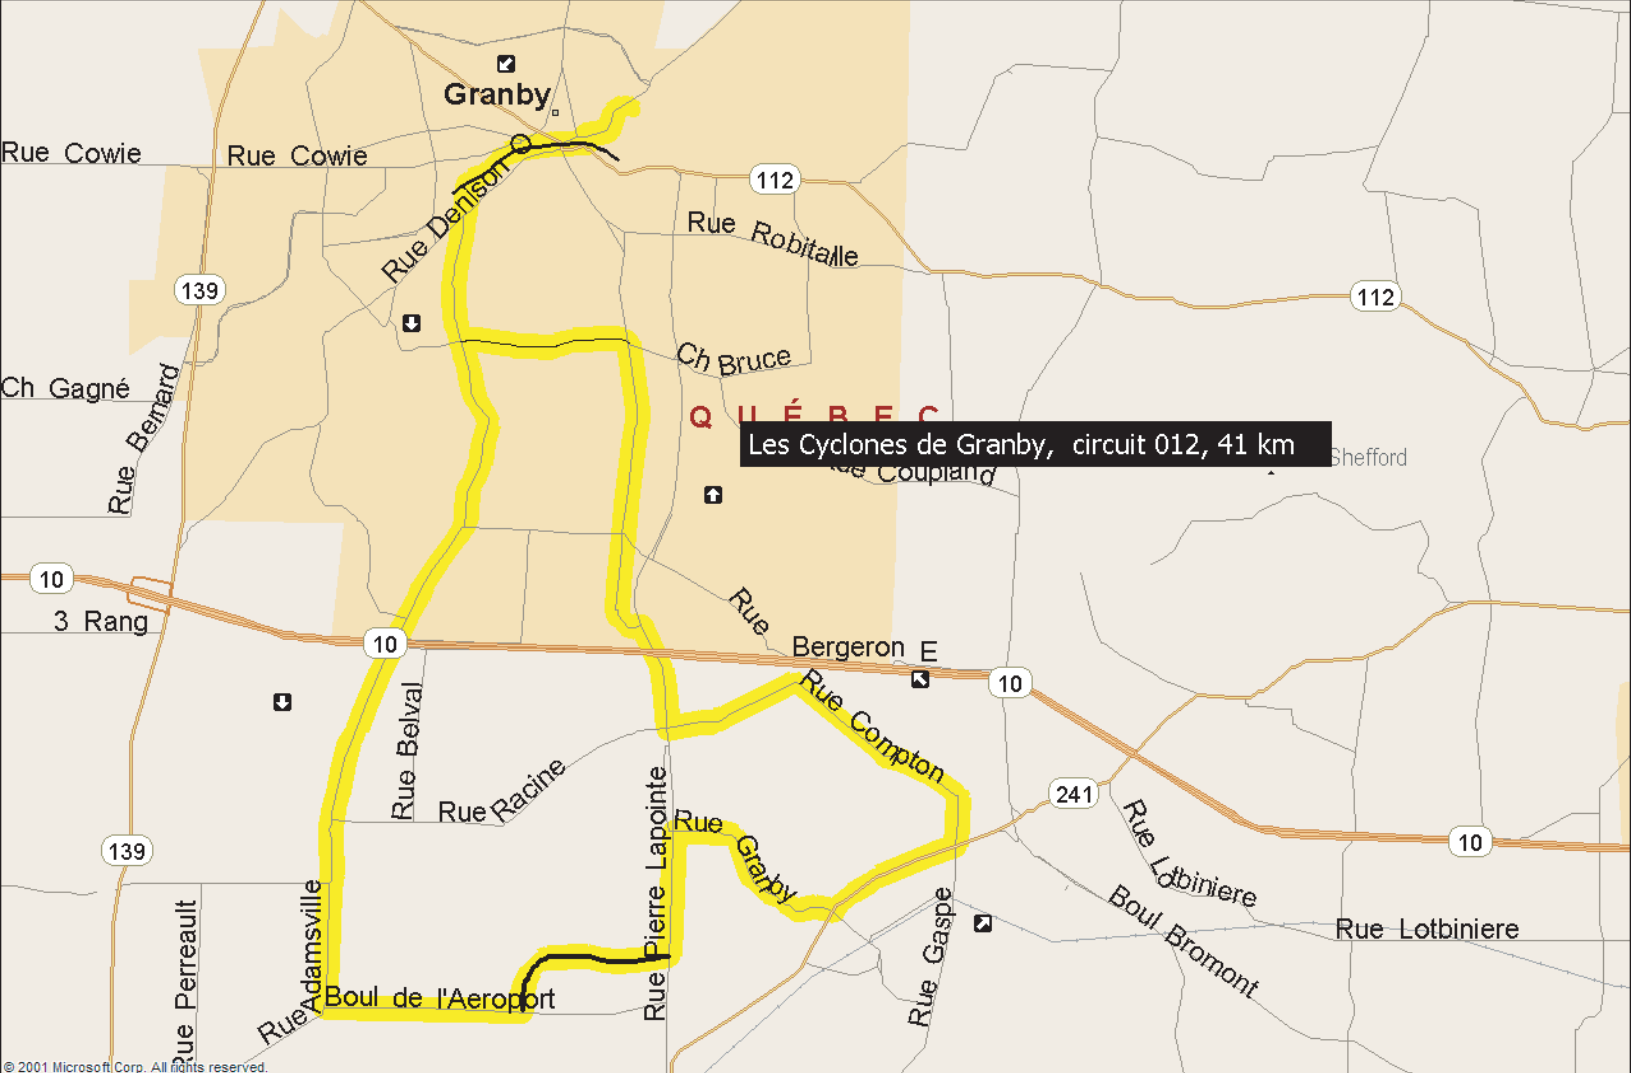 Granby
Rue Cowie
Rue Cowie
Rue Denison
112
Rue Robitalle
139
112
Ch Bruce
Ch Gagné
Rue Bernard
QUÉBEC
Les Cyclones de Granby, circuit 012, 41 km
Shefford
Rue Coupland
10
3 Rang
Rue
10
Bergeron E
10
Rue Belval
Rue Compton
Rue Racine
241
Rue Pierre Lapointe
Rue Granby
Rue Lotbiniere
10
139
Rue Perreault
Rue Adamsville
Rue Gaspe
Boul Bromont
Rue Lotbiniere
Boul de l'Aeroport
© 2001 Microsoft Corp. All rights reserved.